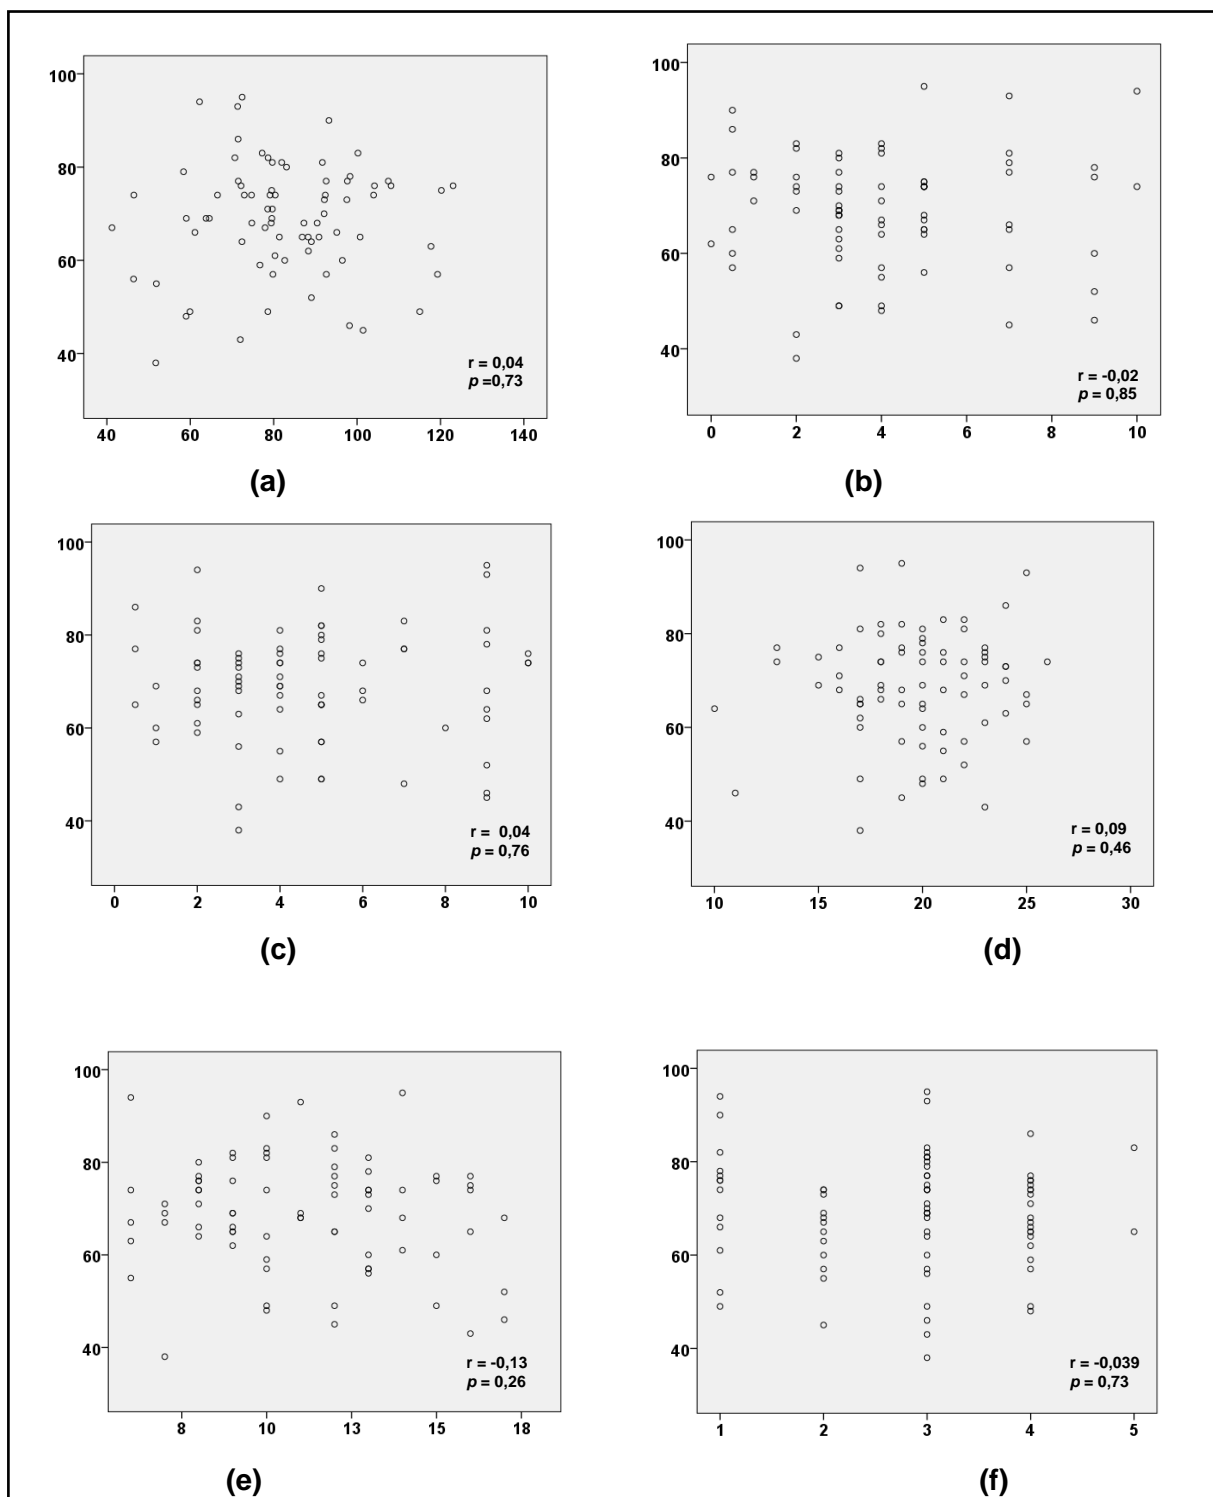 100
80
60
40
r = 0,04
p =0,73
40 60 80 100 120 140
(a)
100
80
60
40
r = -0,02
p = 0,85
0 2 4 6 8 10
(b)
100
80
60
40
r = 0,04
p = 0,76
0 2 4 6 8 10
(c)
100
80
60
40
r = 0,09
p = 0,46
10 15 20 25 30
(d)
100
80
60
40
r = -0,13
p = 0,26
8 10 13 15 18
(e)
100
80
60
40
r = -0,039
p = 0,73
1 2 3 4 5
(f)